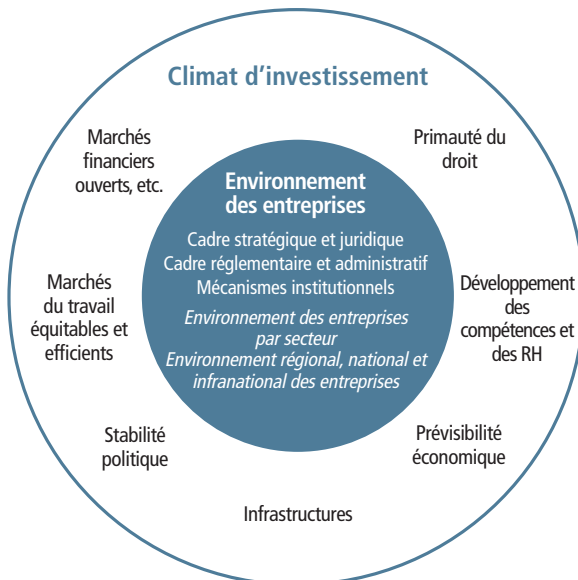 Climat d’investissement
Marchés
financiers
ouverts, etc.
Primauté du
droit
Environnement
des entreprises
Cadre stratégique et juridique
Cadre réglementaire et administratif
Mécanismes institutionnels
Environnement des entreprises
par secteur
Environnement régional, national et
infranational des entreprises
Marchés
du travail
équitables et
efficients
Développement
des
compétences et
des RH
Stabilité
politique
Prévisibilité
économique
Infrastructures